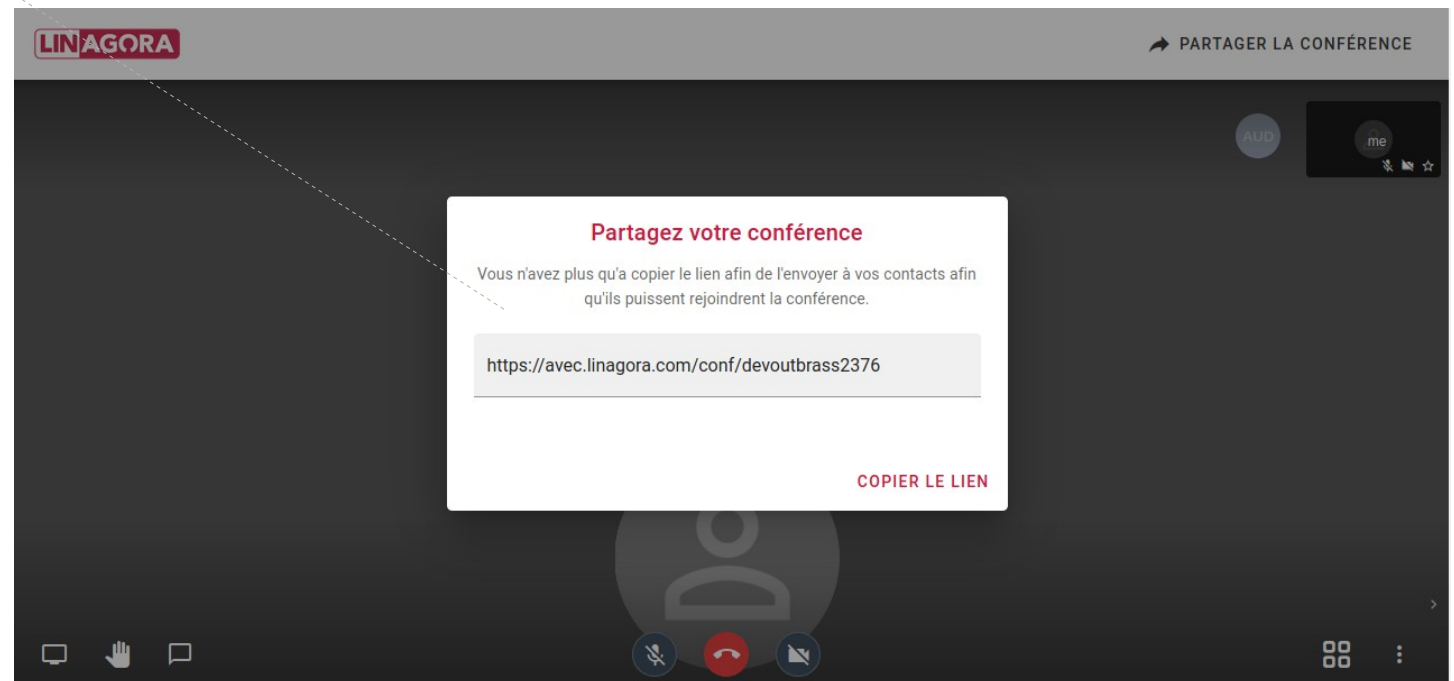 LINAGORA
PARTAGER LA CONFÉRENCE
AUD
me
Partagez votre conférence
Vous n'avez plus qu'a copier le lien afin de l'envoyer à vos contacts afin
qu'ils puissent rejoindrent la conférence.
https://avec.linagora.com/conf/devoutbrass2376
COPIER LE LIEN